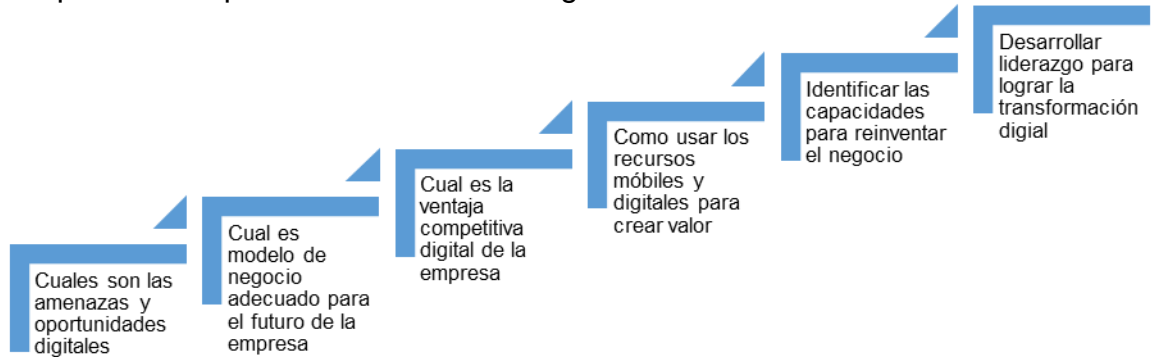 Cuales son las
amenazas y
oportunidades
digitales
Cual es
modelo de
negocio
adecuado para
el futuro de la
empresa
Cual es la
ventaja
competitiva
digital de la
empresa
Como usar los
recursos
móbiles y
digitales para
crear valor
Identificar las
capacidades
para reinventar
el negocio
Desarrollar
liderazgo para
lograr la
transformación
digial